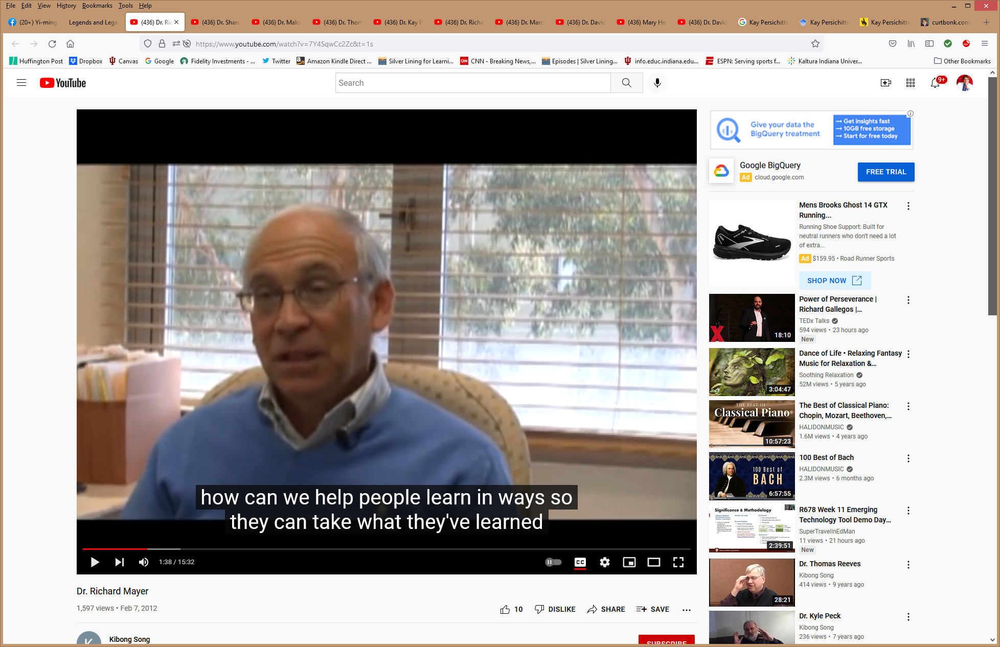 File Edit View History Bookmarks Tools Help
(20+) Yi-ming
Legends and Lega
(436) Dr. Ric
(436) Dr. Sharo
(436) Dr. Malc
(436) Dr. Thom
(436) Dr. Kay P
(436) Dr. Richa
(436) Dr. Marc
(436) Dr. David
(436) Mary He
(436) Dr. David
Kay Persichitte
Kay Persichitte
Kay Persichitte
curtbonk.com
https://www.youtube.com/watch?v=7Y4SqwCc2Zc&t=1s
Huffington Post
Dropbox
Canvas
Google
Fidelity Investments - ...
Twitter
Amazon Kindle Direct ...
Silver Lining for Learni...
CNN - Breaking News,...
Episodes | Silver Lining...
info.educ.indiana.edu...
ESPN: Serving sports f...
Kaltura Indiana Univer...
Other Bookmarks
YouTube
Search
9+
how can we help people learn in ways so
they can take what they've learned
1:38 / 15:32
CC
Dr. Richard Mayer
1,597 views • Feb 7, 2012
10
DISLIKE
SHARE
SAVE
K
Kibong Song
SUBSCRIBE
Give your data the
BigQuery treatment
→ Get insights fast
→ 10GB free storage
→ Start for free today
Google BigQuery
Ad cloud.google.com
FREE TRIAL
Mens Brooks Ghost 14 GTX
Running...
Running Shoe Support: Built for
neutral runners who don't need a lot
of extra...
Ad $159.95 • Road Runner Sports
SHOP NOW
X
18:10
Power of Perseverance |
Richard Gallegos |...
TEDx Talks
594 views • 23 hours ago
New
3:04:47
Dance of Life • Relaxing Fantasy
Music for Relaxation &...
Soothing Relaxation
52M views • 5 years ago
THE BEST OF
Classical Piano
10:57:23
The Best of Classical Piano:
Chopin, Mozart, Beethoven,...
HALIDONMUSIC
1.6M views • 4 years ago
100 Best of
BACH
6:57:55
100 Best of Bach
HALIDONMUSIC
2.3M views • 6 months ago
Significance & Methodology
2:39:51
R678 Week 11 Emerging
Technology Tool Demo Day...
SuperTravelinEdMan
11 views • 21 hours ago
New
28:21
Dr. Thomas Reeves
Kibong Song
414 views • 9 years ago
Dr. Kyle Peck
Kibong Song
236 views • 7 years ago